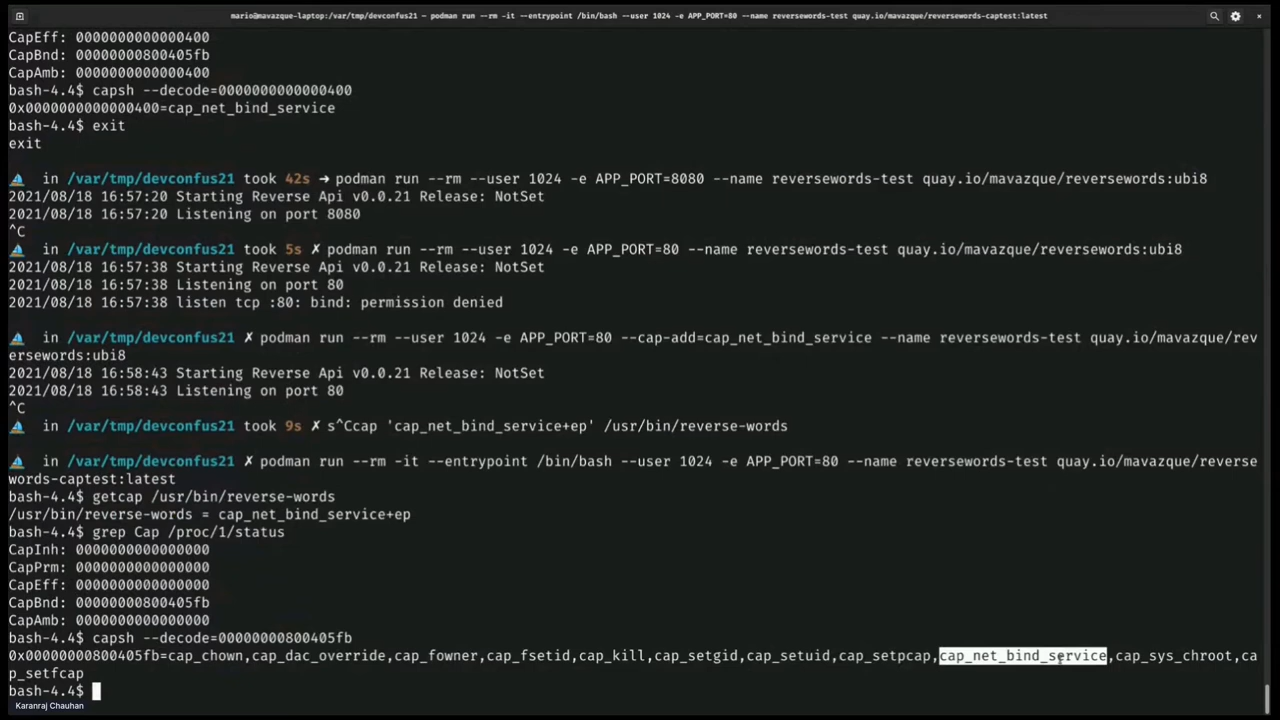 mario@mavazque-laptop:/var/tmp/devconfus21 — podman run --rm -it --entrypoint /bin/bash --user 1024 -e APP_PORT=80 --name reversewords-test quay.io/mavazque/reversewords-captest:latest
CapEff: 0000000000000400
CapBnd: 00000000800405fb
CapAmb: 0000000000000400
bash-4.4$ capsh --decode=0000000000000400
0x0000000000000400=cap_net_bind_service
bash-4.4$ exit
exit
in /var/tmp/devconfus21 took 42s ➜ podman run --rm --user 1024 -e APP_PORT=8080 --name reversewords-test quay.io/mavazque/reversewords:ubi8
2021/08/18 16:57:20 Starting Reverse Api v0.0.21 Release: NotSet
2021/08/18 16:57:20 Listening on port 8080
^C
in /var/tmp/devconfus21 took 5s ✗ podman run --rm --user 1024 -e APP_PORT=80 --name reversewords-test quay.io/mavazque/reversewords:ubi8
2021/08/18 16:57:38 Starting Reverse Api v0.0.21 Release: NotSet
2021/08/18 16:57:38 Listening on port 80
2021/08/18 16:57:38 listen tcp :80: bind: permission denied
in /var/tmp/devconfus21 ✗ podman run --rm --user 1024 -e APP_PORT=80 --cap-add=cap_net_bind_service --name reversewords-test quay.io/mavazque/rev
ersewords:ubi8
2021/08/18 16:58:43 Starting Reverse Api v0.0.21 Release: NotSet
2021/08/18 16:58:43 Listening on port 80
^C
in /var/tmp/devconfus21 took 9s ✗ s^Ccap 'cap_net_bind_service+ep' /usr/bin/reverse-words
in /var/tmp/devconfus21 ✗ podman run --rm -it --entrypoint /bin/bash --user 1024 -e APP_PORT=80 --name reversewords-test quay.io/mavazque/reverse
words-captest:latest
bash-4.4$ getcap /usr/bin/reverse-words
/usr/bin/reverse-words = cap_net_bind_service+ep
bash-4.4$ grep Cap /proc/1/status
CapInh: 0000000000000000
CapPrm: 0000000000000000
CapEff: 0000000000000000
CapBnd: 00000000800405fb
CapAmb: 0000000000000000
bash-4.4$ capsh --decode=00000000800405fb
0x00000000800405fb=cap_chown,cap_dac_override,cap_fowner,cap_fsetid,cap_kill,cap_setgid,cap_setuid,cap_setpcap,cap_net_bind_service,cap_sys_chroot,ca
p_setfcap
bash-4.4$
Karanraj Chauhan